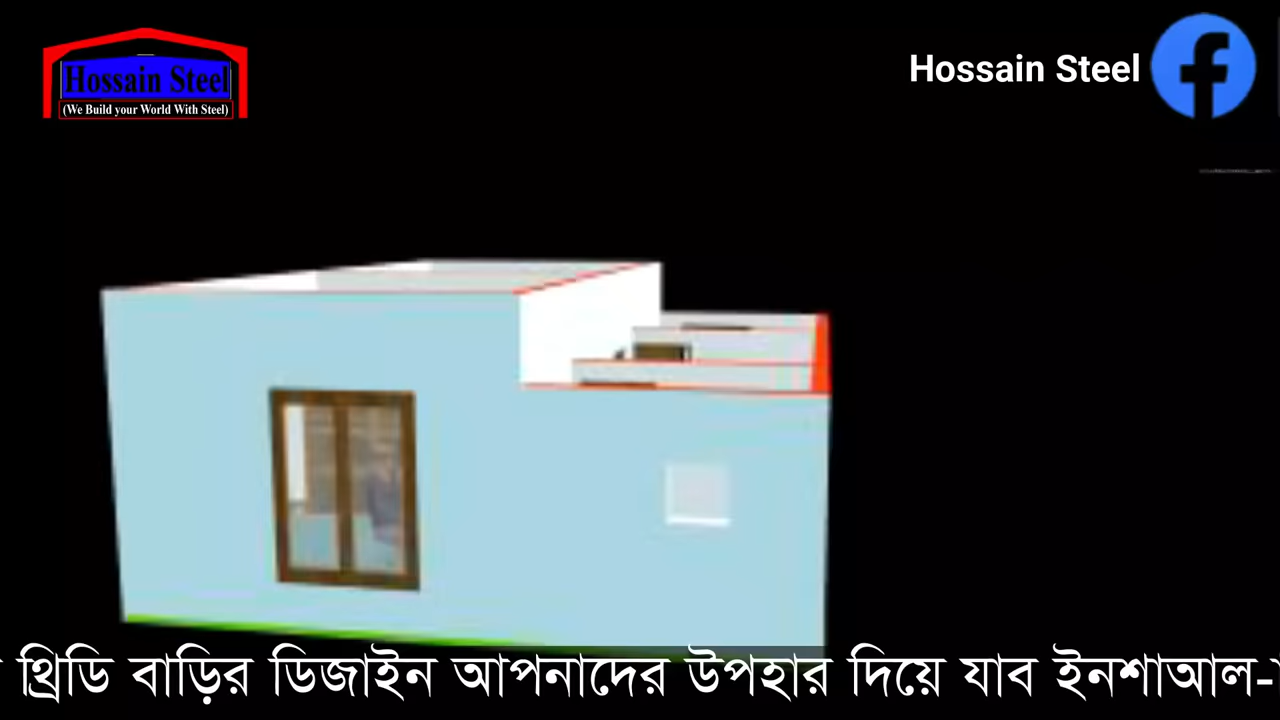 Hossain Steel
(We Build your World With Steel)
Hossain Steel
থ্রিডি বাড়ির ডিজাইন আপনাদের উপহার দিয়ে যাব ইনশাআল-